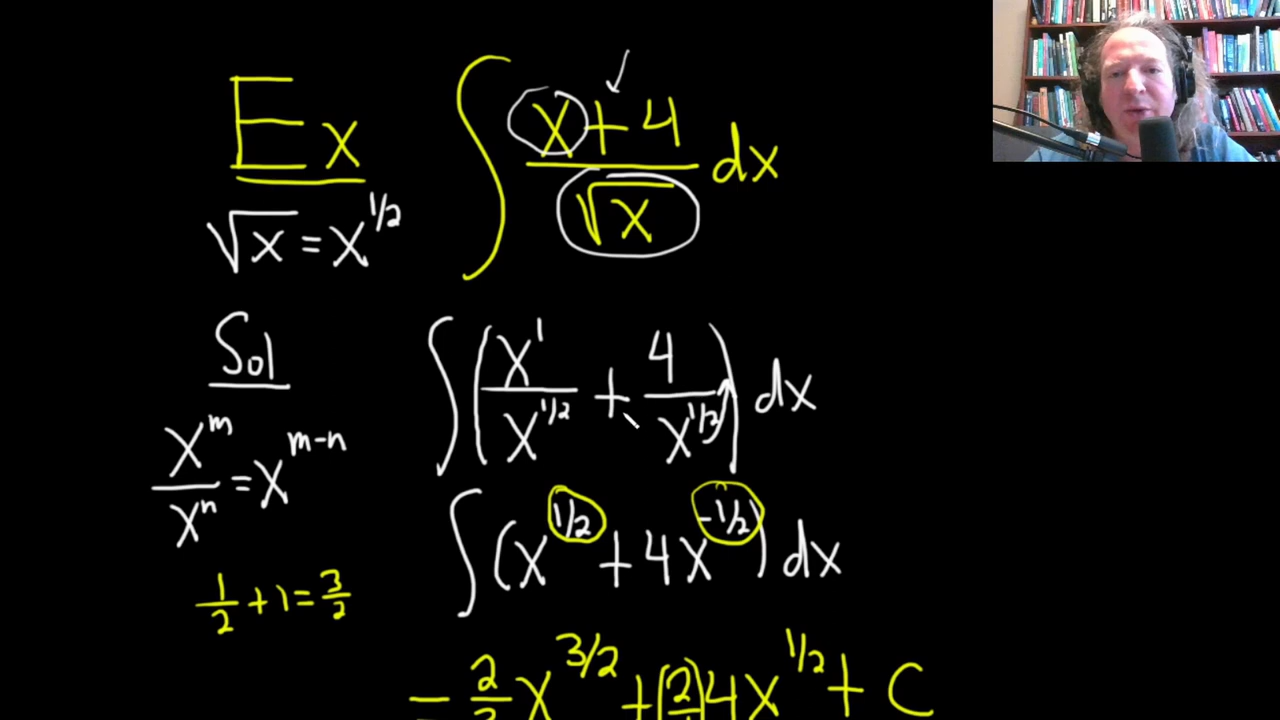 Ex ∫ (x+4)/√x dx
√x = x^1/2
Sol ∫ (x^1/x^1/2 + 4/x^1/2) dx
x^m/x^n = x^m-n
∫ (x^1/2 + 4x^-1/2) dx
1/2 + 1 = 3/2
= 2/3 x^3/2 + (2/1) 4x^1/2 + C